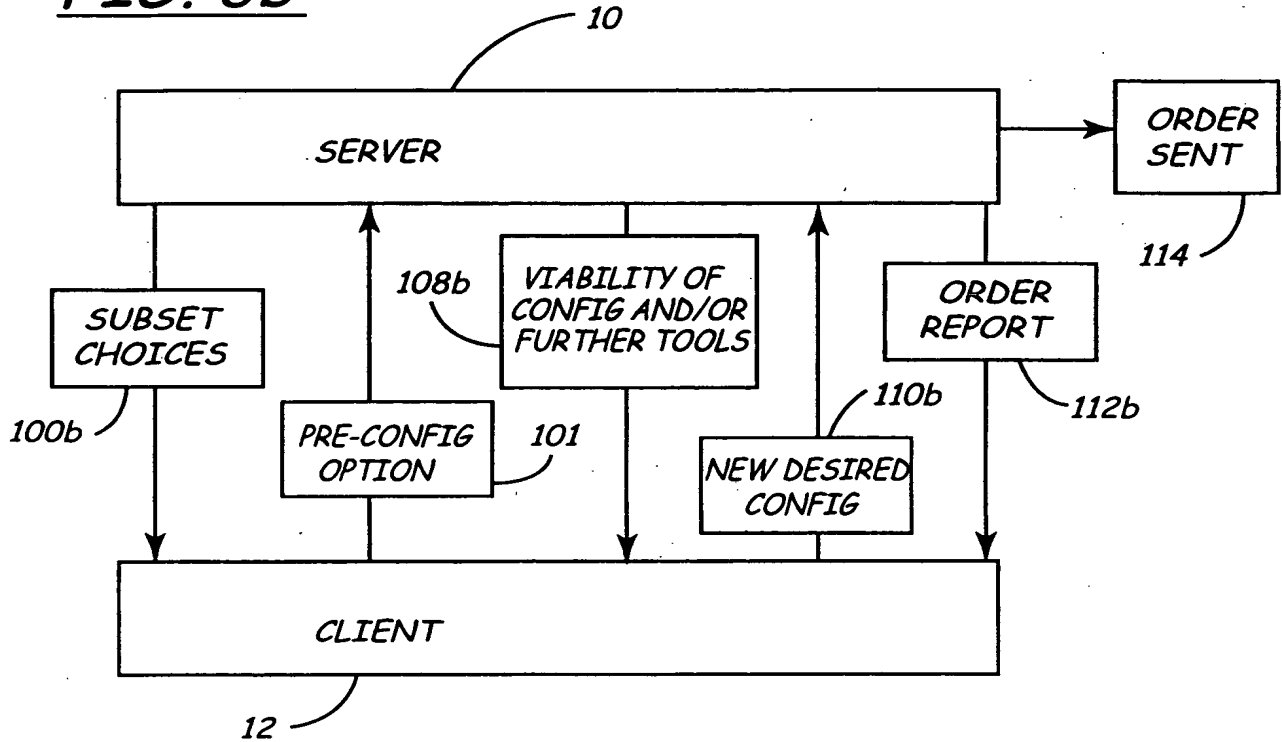 10
SERVER
ORDER
SENT
114
SUBSET
CHOICES
100b
PRE-CONFIG
OPTION
101
108b
VIABILITY OF
CONFIG AND/OR
FURTHER TOOLS
110b
NEW DESIRED
CONFIG
ORDER
REPORT
112b
CLIENT
12